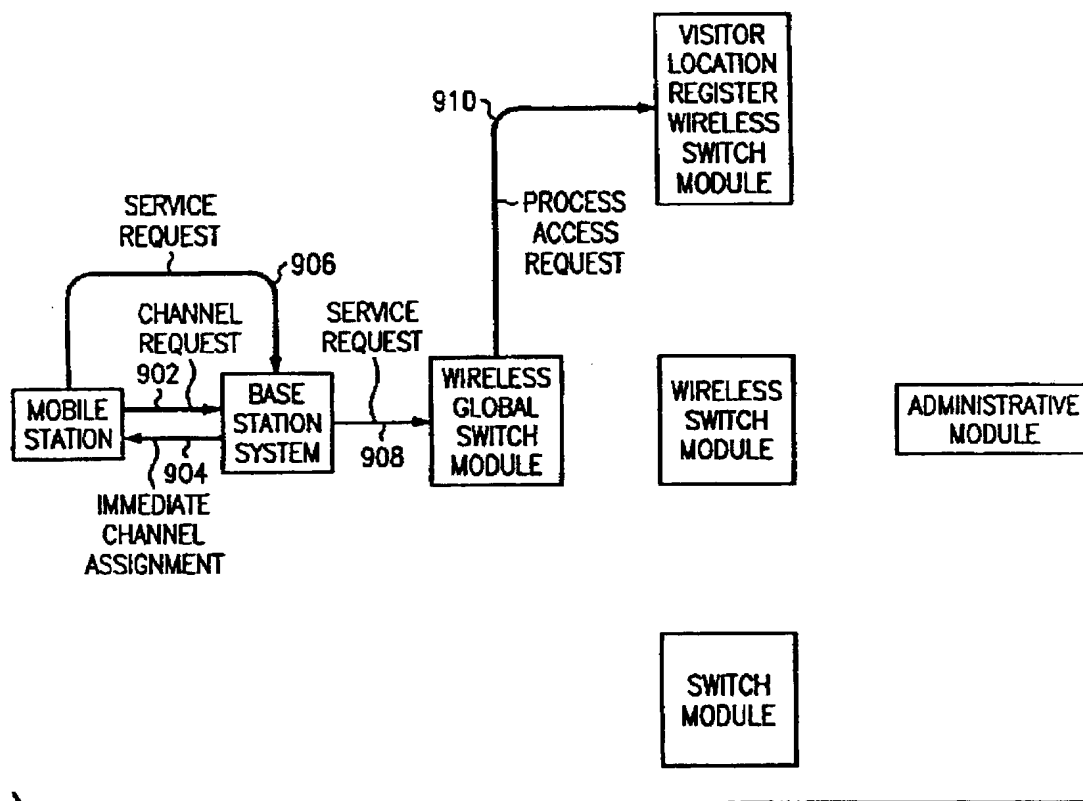 VISITOR
LOCATION
REGISTER
WIRELESS
SWITCH
MODULE
910
PROCESS
ACCESS
REQUEST
SERVICE
REQUEST
906
CHANNEL
REQUEST
902
SERVICE
REQUEST
MOBILE
STATION
BASE
STATION
SYSTEM
904
908
IMMEDIATE
CHANNEL
ASSIGNMENT
WIRELESS
GLOBAL
SWITCH
MODULE
WIRELESS
SWITCH
MODULE
ADMINISTRATIVE
MODULE
SWITCH
MODULE